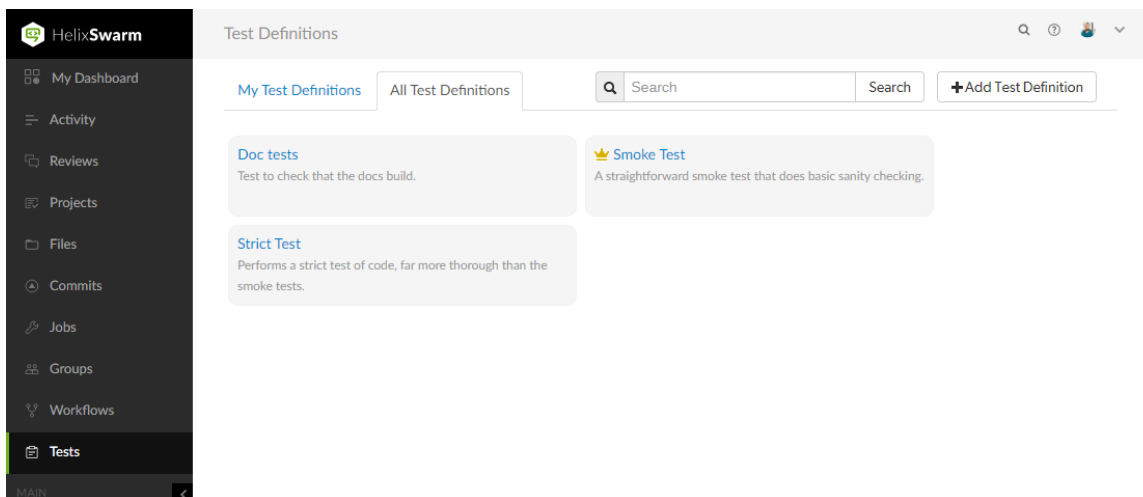 HelixSwarm
Test Definitions
My Dashboard
Activity
Reviews
Projects
Files
Commits
Jobs
Groups
Workflows
Tests
MAIN
My Test Definitions
All Test Definitions
Search
Search
+Add Test Definition
Doc tests
Test to check that the docs build.
Smoke Test
A straightforward smoke test that does basic sanity checking.
Strict Test
Performs a strict test of code, far more thorough than the
smoke tests.